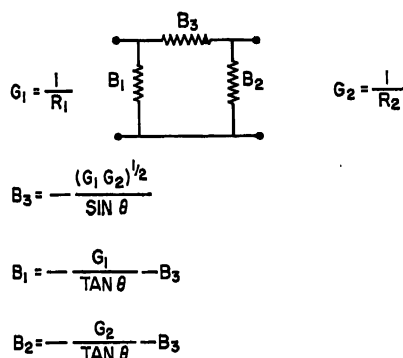 B₃
B₁ B₂
G₁ = 1/R₁ G₂ = 1/R₂
B₃ = - (G₁ G₂)^1/2 / SIN θ
B₁ = - G₁ / TAN θ - B₃
B₂ = - G₂ / TAN θ - B₃